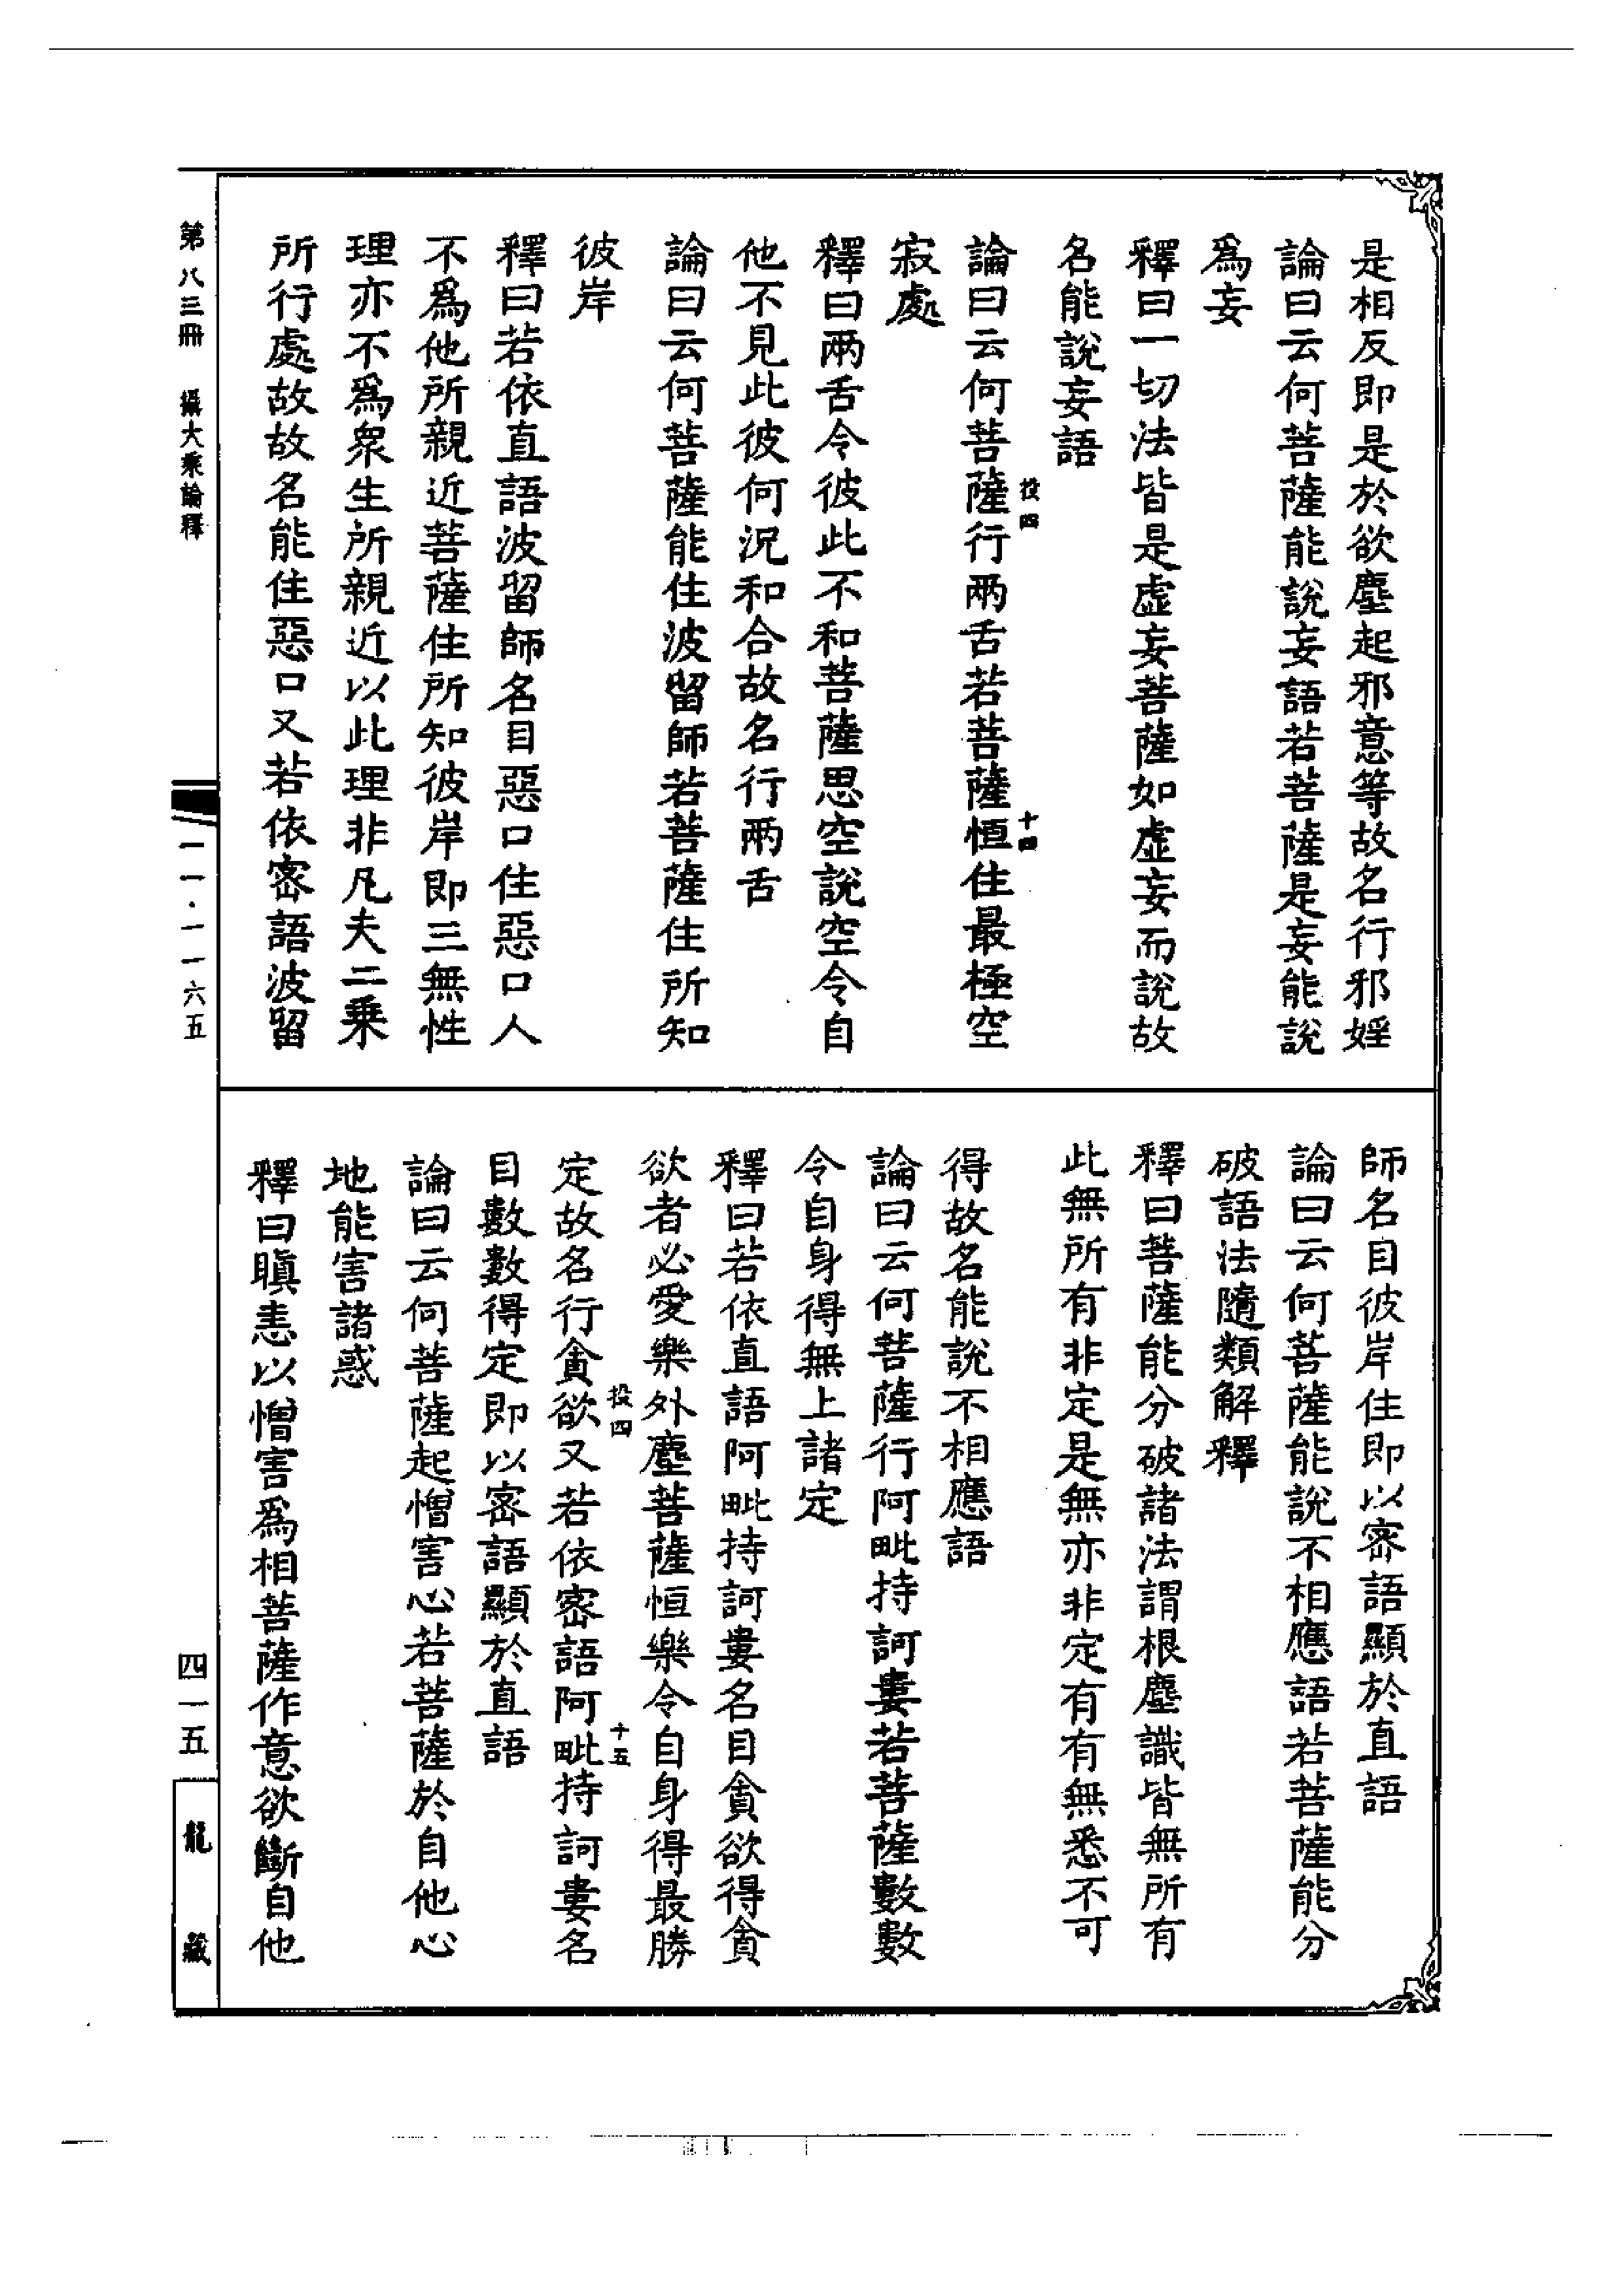 是相反即是於欲塵起邪意等故名行邪婬
論曰云何菩薩能說妄語若菩薩是妄能說
爲妄
釋曰一切法皆是虛妄菩薩如虛妄而說故
名能說妄語
投四
十四
論曰云何菩薩行兩舌若菩薩恒住最極空
寂處
釋曰兩舌令彼此不和菩薩思空說空令自
他不見此彼何況和合故名行兩舌
論曰云何菩薩能住波留師若菩薩住所知
彼岸
釋曰若依直語波留師名目惡口住惡口人
不爲他所親近菩薩住所知彼岸即三無性
理亦不爲衆生所親近以此理非凡夫二乘
所行處故故名能住惡口又若依密語波留
師名目彼岸住即以密語顯於直語
論曰云何菩薩能說不相應語若菩薩能分
破語法隨類解釋
釋曰菩薩能分破諸法謂根塵識皆無所有
此無所有非定是無亦非定有有無悉不可
得故名能說不相應語
論曰云何菩薩行阿毗持訶婁若菩薩數數
令自身得無上諸定
釋曰若依直語阿毗持訶婁名目貪欲得貪
欲者必愛樂外塵菩薩恒樂令自身得最勝
投四
十五
定故名行貪欲又若依密語阿毗持訶婁名
目數數得定即以密語顯於直語
論曰云何菩薩起憎害心若菩薩於自他心
地能害諸惑
釋曰瞋恚以憎害爲相菩薩作意欲斷自他
第八三冊 攝大乘論釋
一一·一一六五
四一五
龍藏